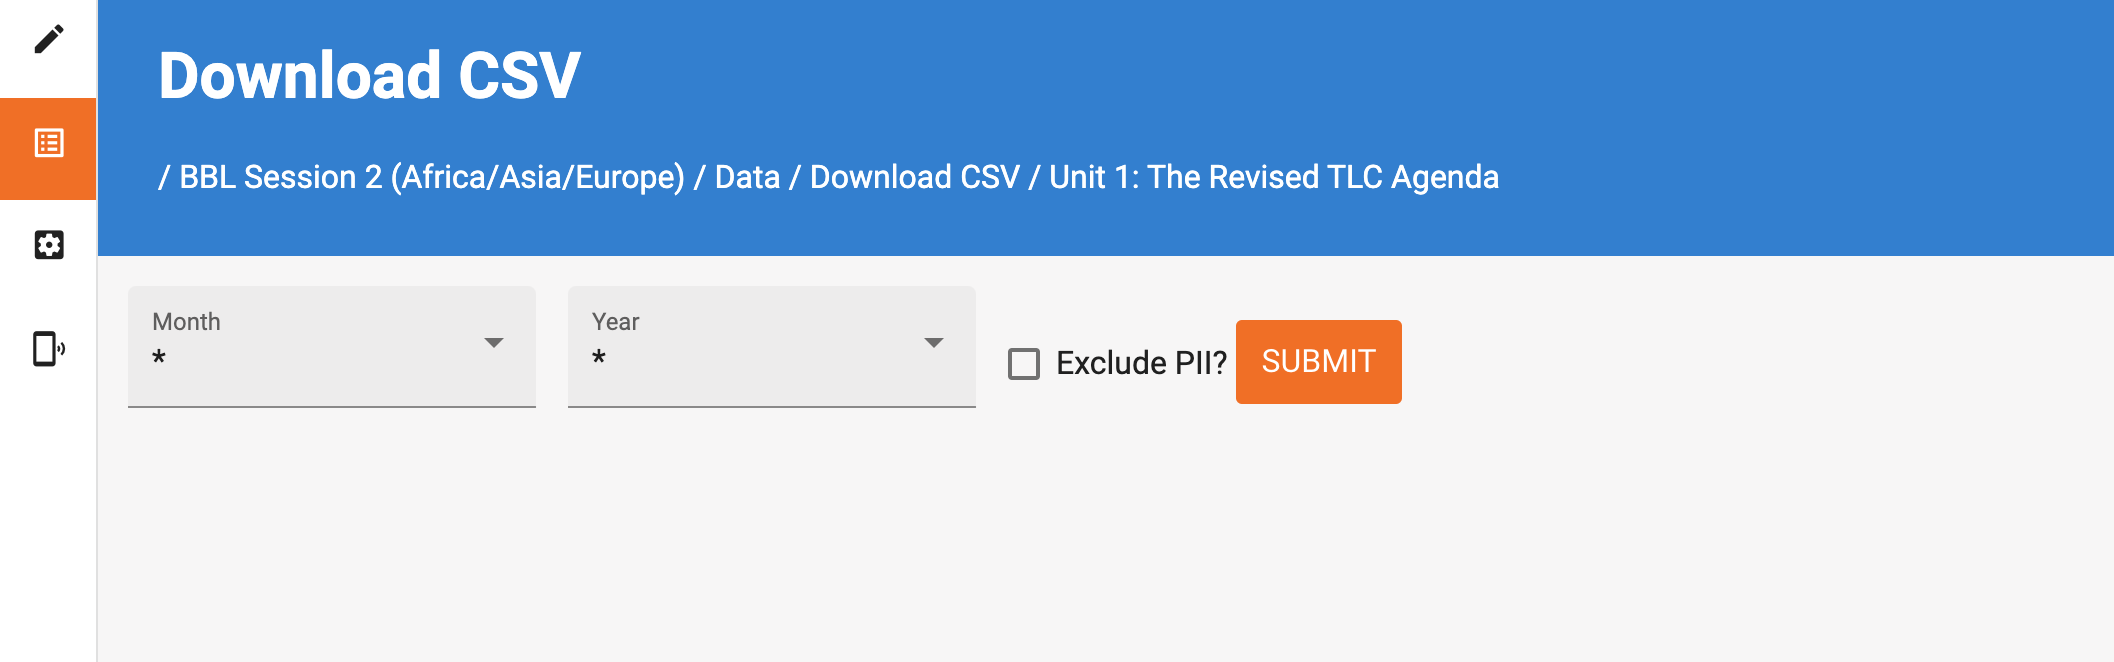 Download CSV
/ BBL Session 2 (Africa/Asia/Europe) / Data / Download CSV / Unit 1: The Revised TLC Agenda
Month
*
Year
*
Exclude PII?
SUBMIT